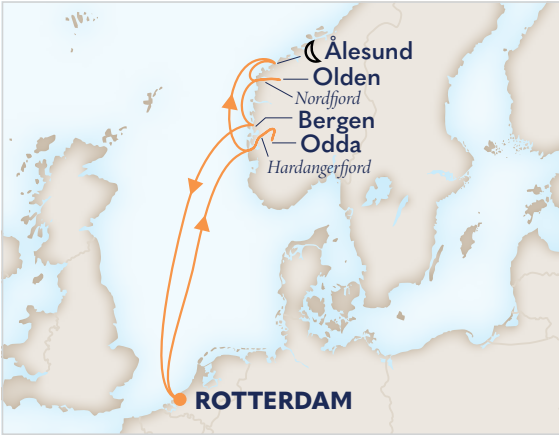 Ålesund
Olden
Nordfjord
Bergen
Odda
Hardangerfjord
ROTTERDAM